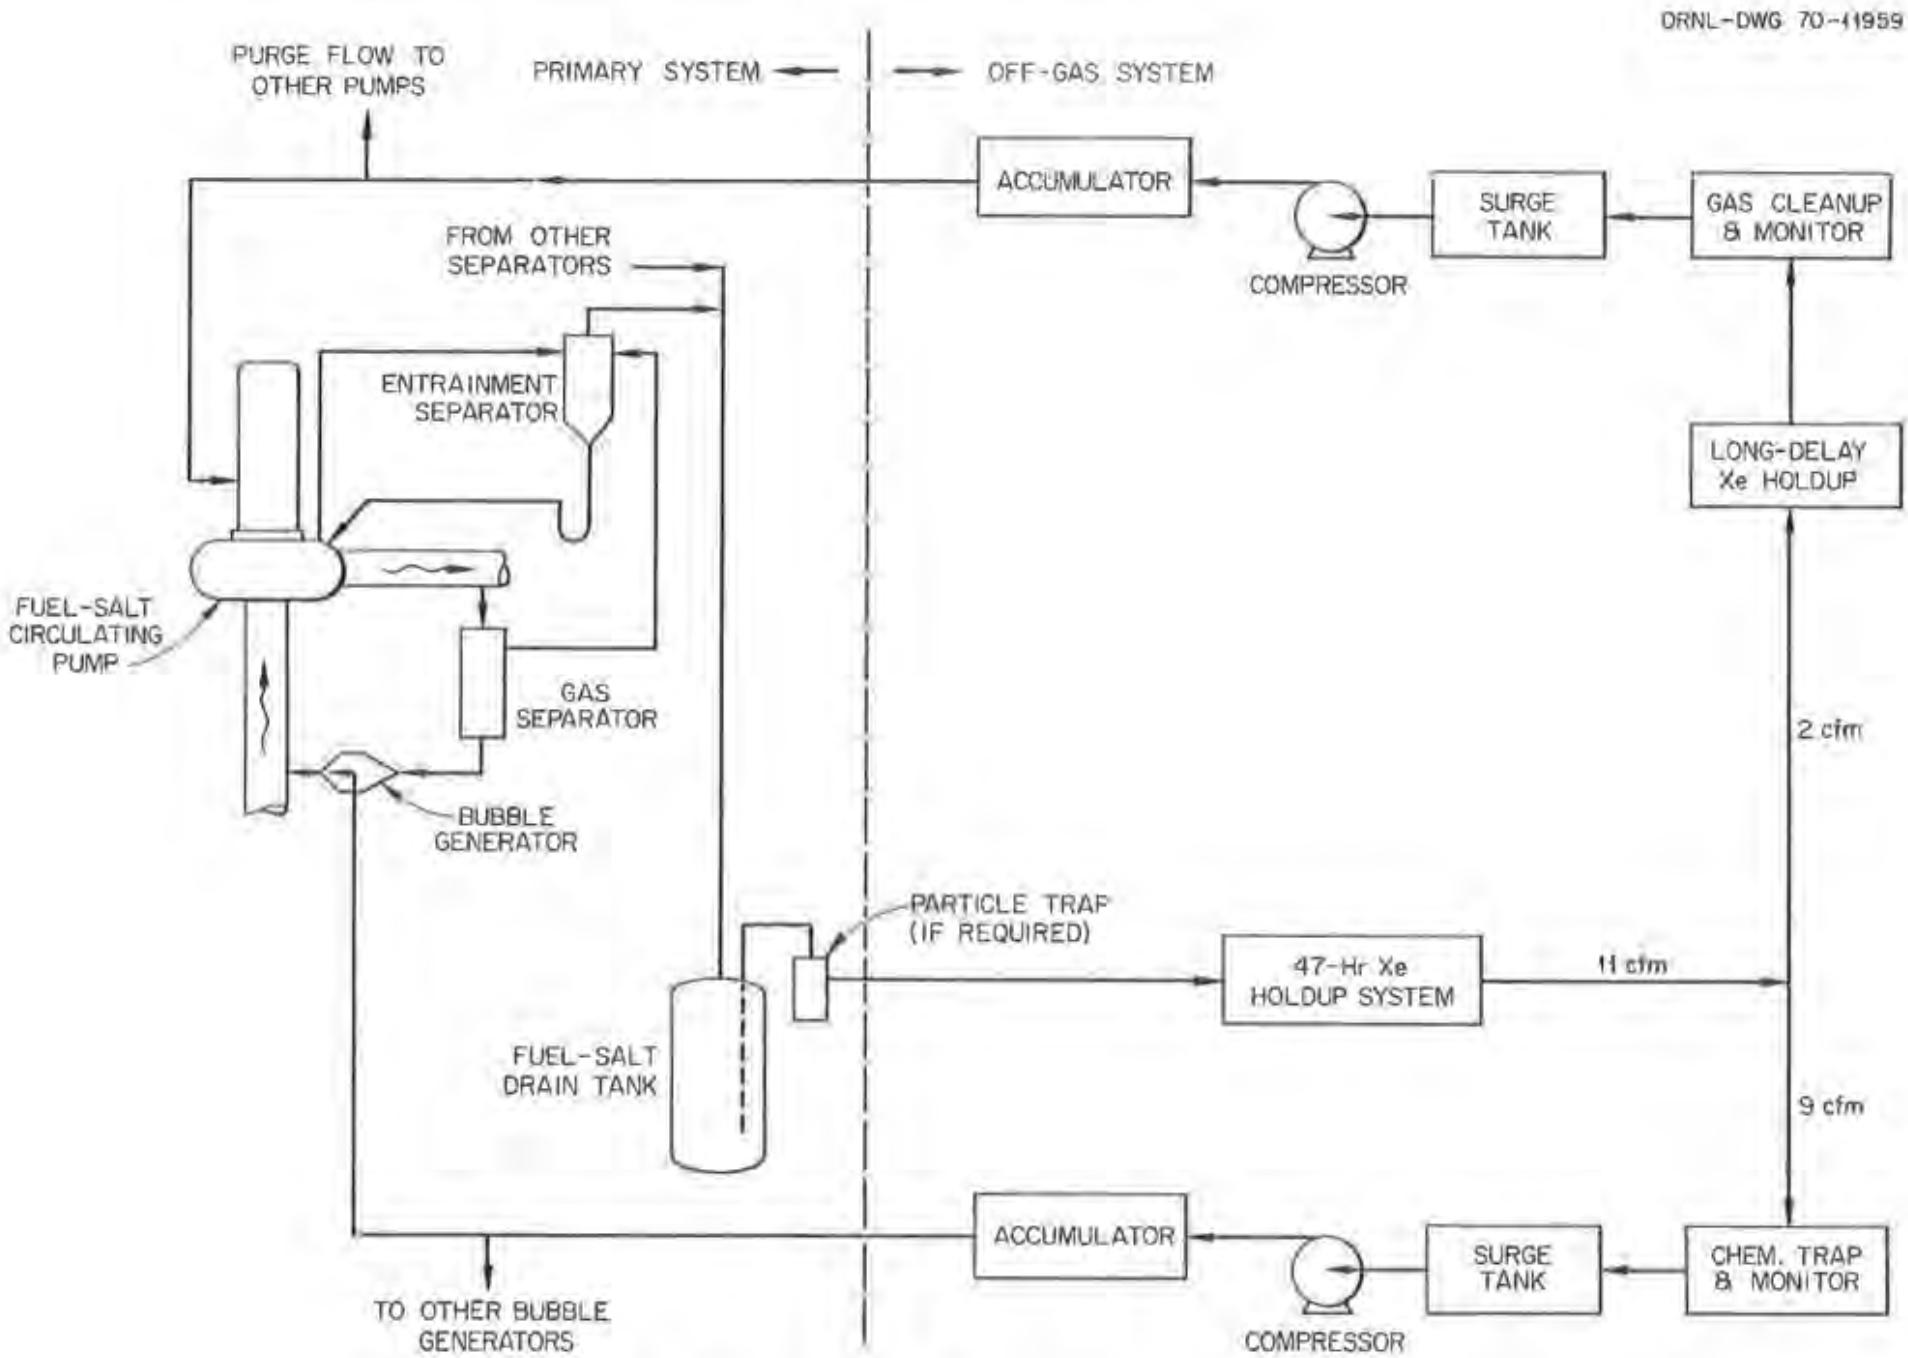 ORNL-DWG 70-11959
PURGE FLOW TO
OTHER PUMPS
PRIMARY SYSTEM
OFF-GAS SYSTEM
ACCUMULATOR
COMPRESSOR
SURGE
TANK
GAS CLEANUP
& MONITOR
FROM OTHER
SEPARATORS
ENTRAINMENT
SEPARATOR
LONG-DELAY
Xe HOLDUP
FUEL-SALT
CIRCULATING
PUMP
GAS
SEPARATOR
2 cfm
BUBBLE
GENERATOR
PARTICLE TRAP
(IF REQUIRED)
47-Hr Xe
HOLDUP SYSTEM
11 cfm
FUEL-SALT
DRAIN TANK
9 cfm
ACCUMULATOR
COMPRESSOR
SURGE
TANK
CHEM. TRAP
& MONITOR
TO OTHER BUBBLE
GENERATORS